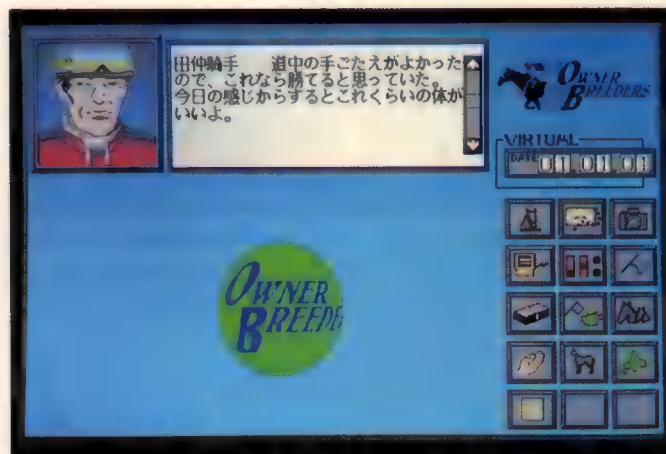 田仲騎手　道中の手ごたえがよかった
ので、これなら勝てると思っていた。
今日の感じからするとこれくらいの体が
いいよ。
OWNER
BREEDERS
VIRTUAL
DATE 01.01.01
OWNER
BREEDE